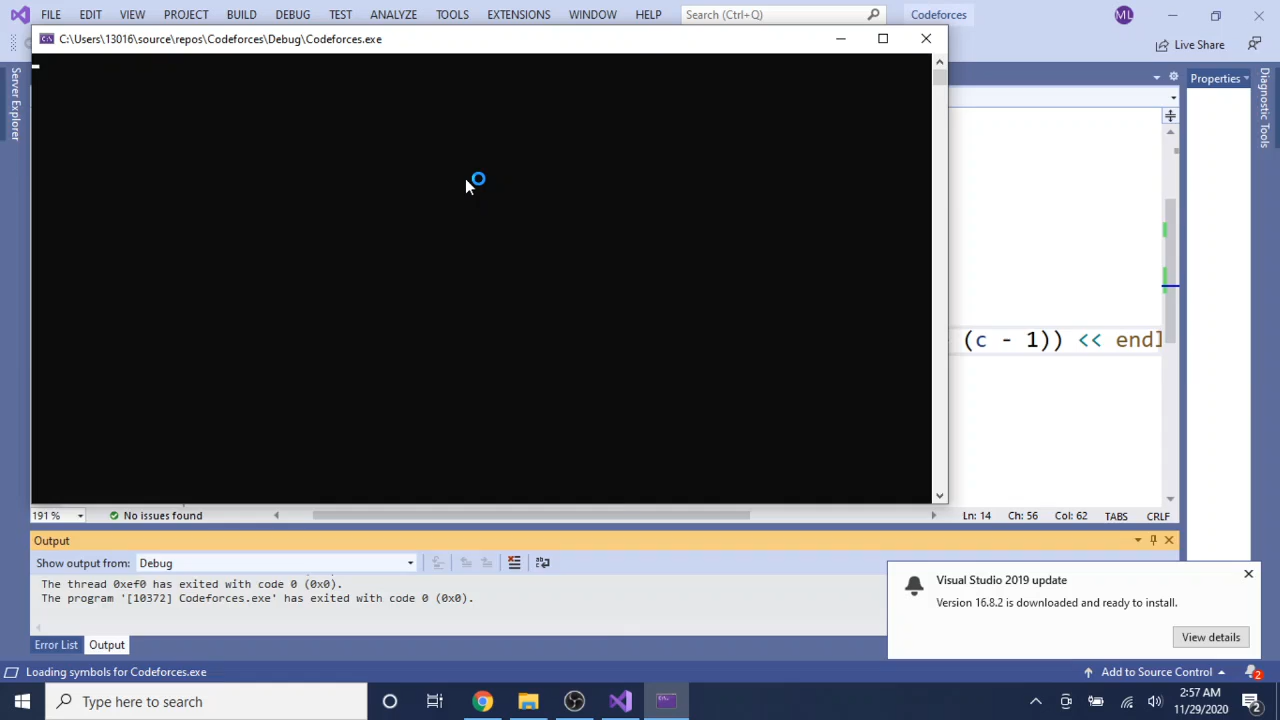 FILE EDIT VIEW PROJECT BUILD DEBUG TEST ANALYZE TOOLS EXTENSIONS WINDOW HELP Search (Ctrl+Q) Codeforces ML
C:\Users\13016\source\repos\Codeforces\Debug\Codeforces.exe
Live Share
Server Explorer
Properties
Diagnostic Tools
(c - 1)) << endl
191 % No issues found Ln: 14 Ch: 56 Col: 62 TABS CRLF
Output
Show output from: Debug
The thread 0xef0 has exited with code 0 (0x0).
The program '[10372] Codeforces.exe' has exited with code 0 (0x0).
Visual Studio 2019 update
Version 16.8.2 is downloaded and ready to install.
View details
Error List Output
Loading symbols for Codeforces.exe Add to Source Control 2
Type here to search
2:57 AM
11/29/2020
2